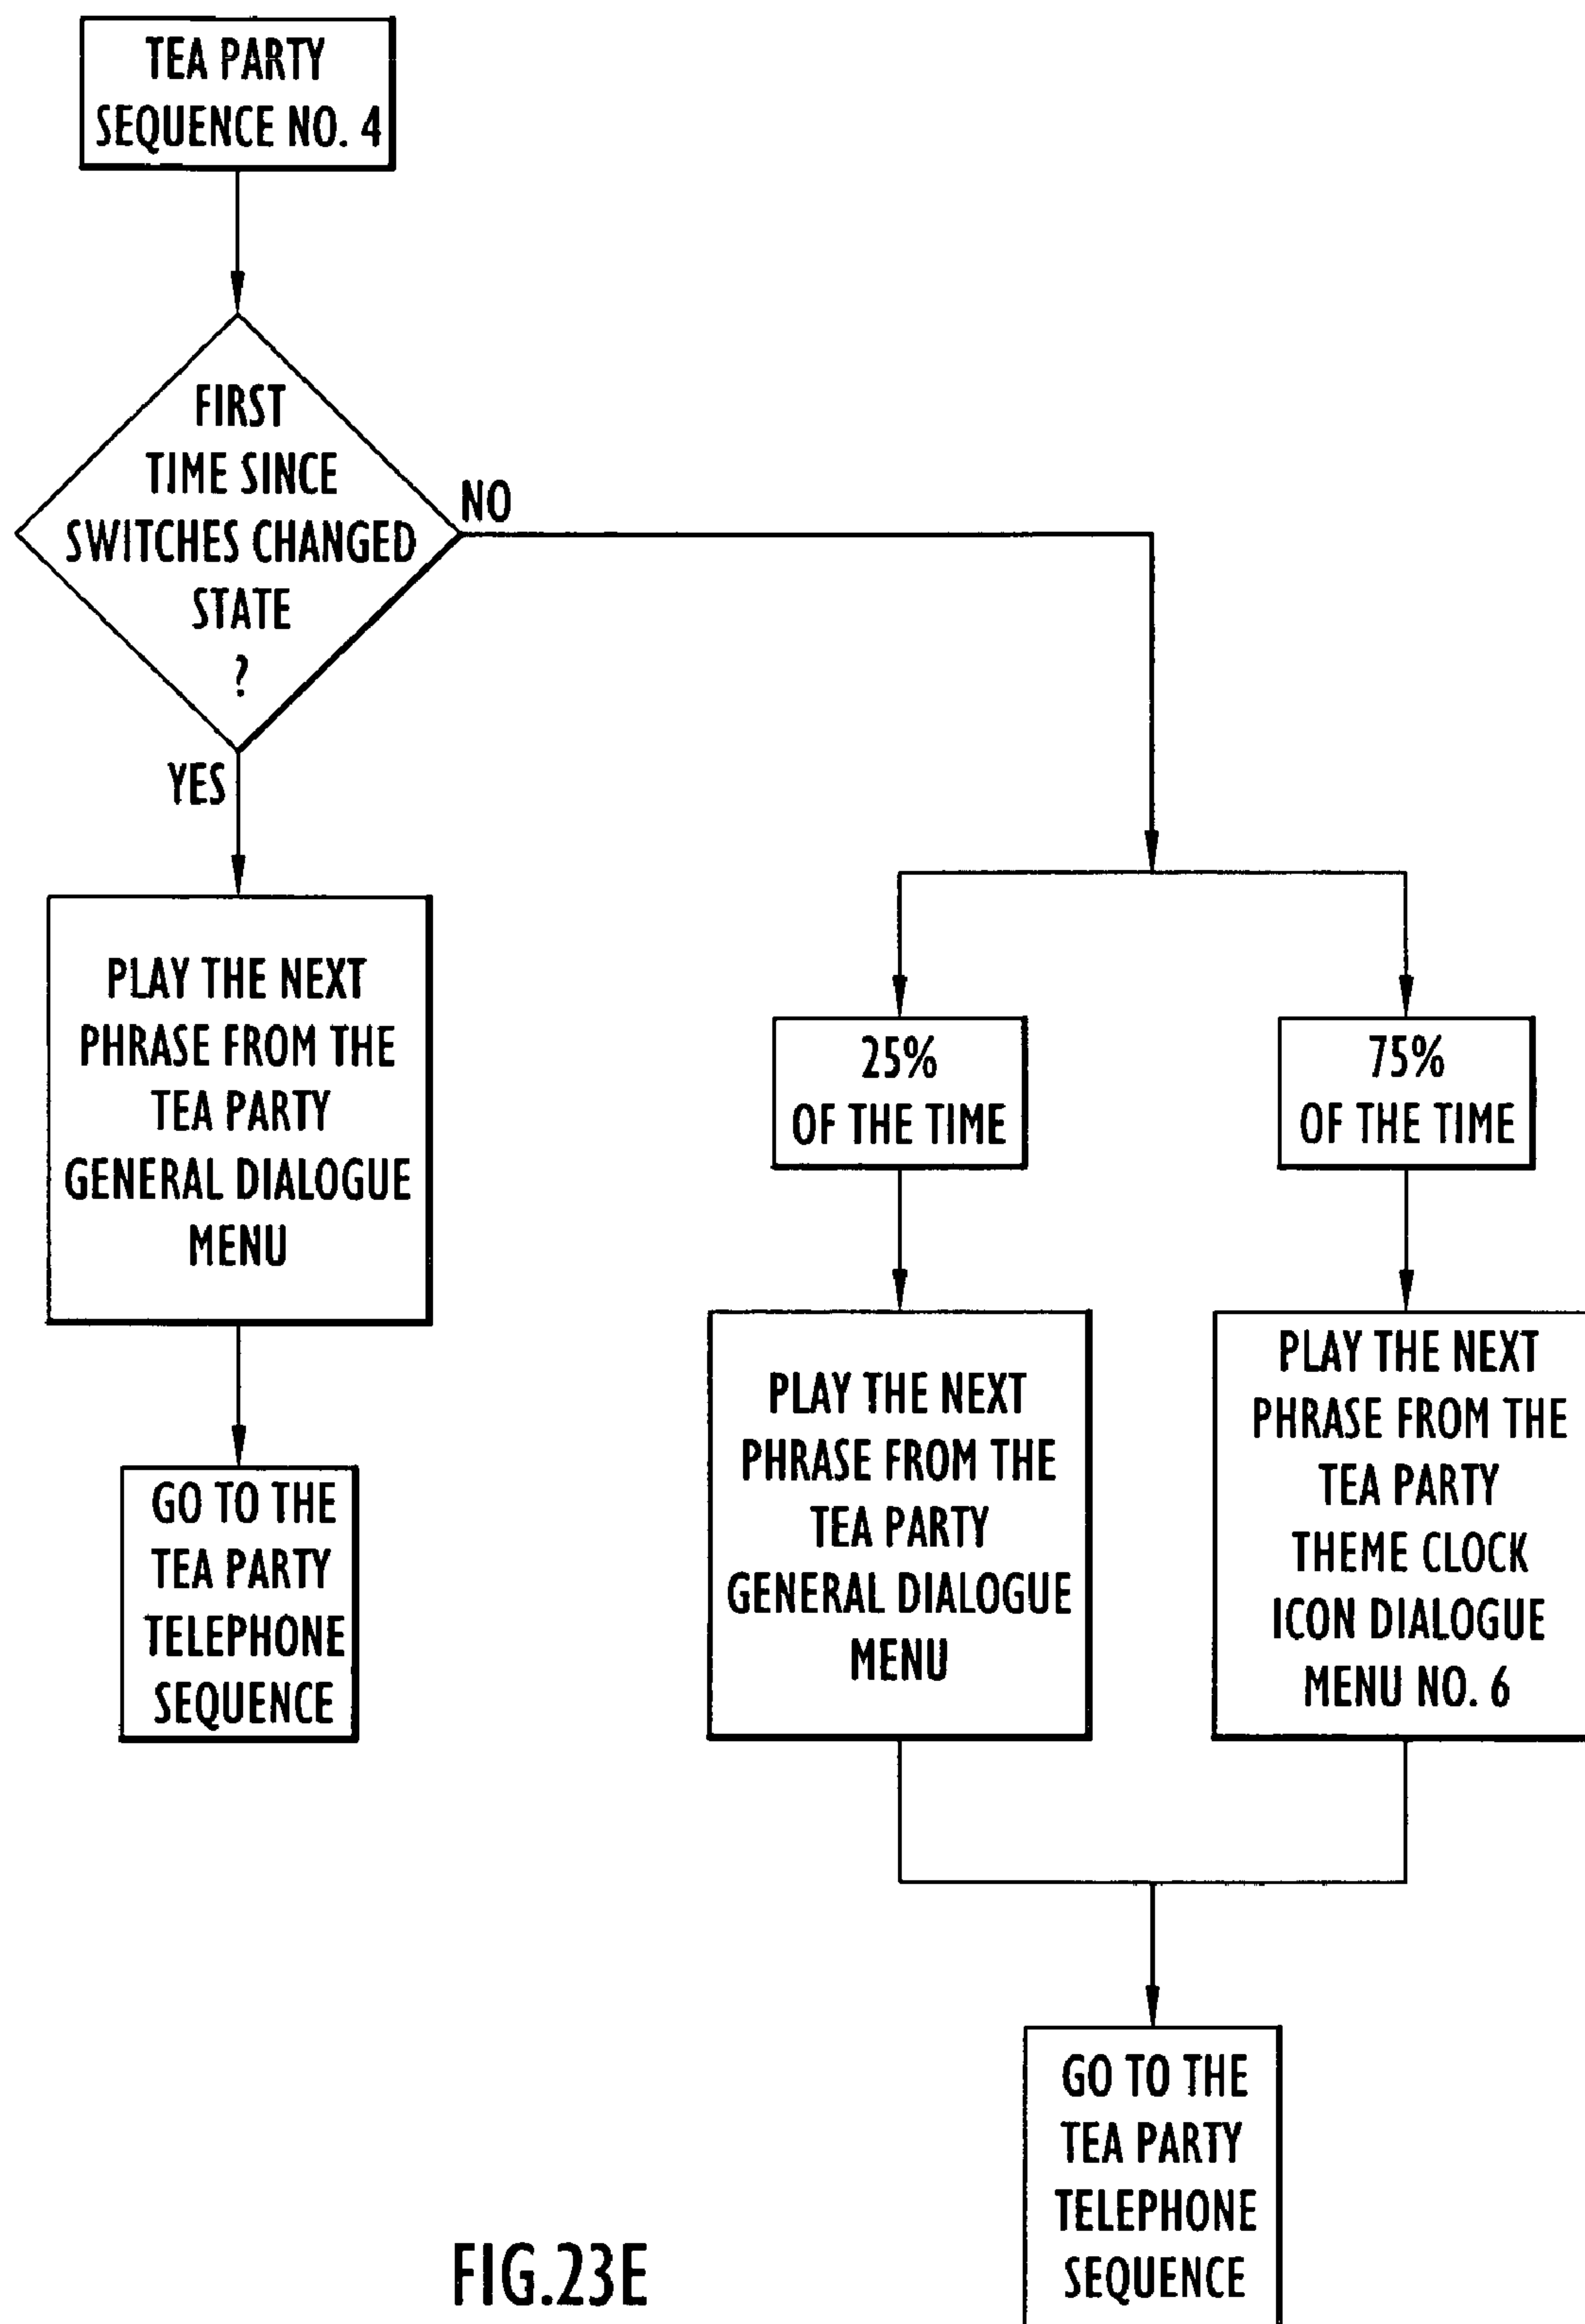 TEA PARTY
SEQUENCE NO. 4
FIRST
TIME SINCE
SWITCHES CHANGED
STATE
?
NO
YES
PLAY THE NEXT
PHRASE FROM THE
TEA PARTY
GENERAL DIALOGUE
MENU
GO TO THE
TEA PARTY
TELEPHONE
SEQUENCE
25%
OF THE TIME
75%
OF THE TIME
PLAY THE NEXT
PHRASE FROM THE
TEA PARTY
GENERAL DIALOGUE
MENU
PLAY THE NEXT
PHRASE FROM THE
TEA PARTY
THEME CLOCK
ICON DIALOGUE
MENU NO. 6
GO TO THE
TEA PARTY
TELEPHONE
SEQUENCE
FIG.23E